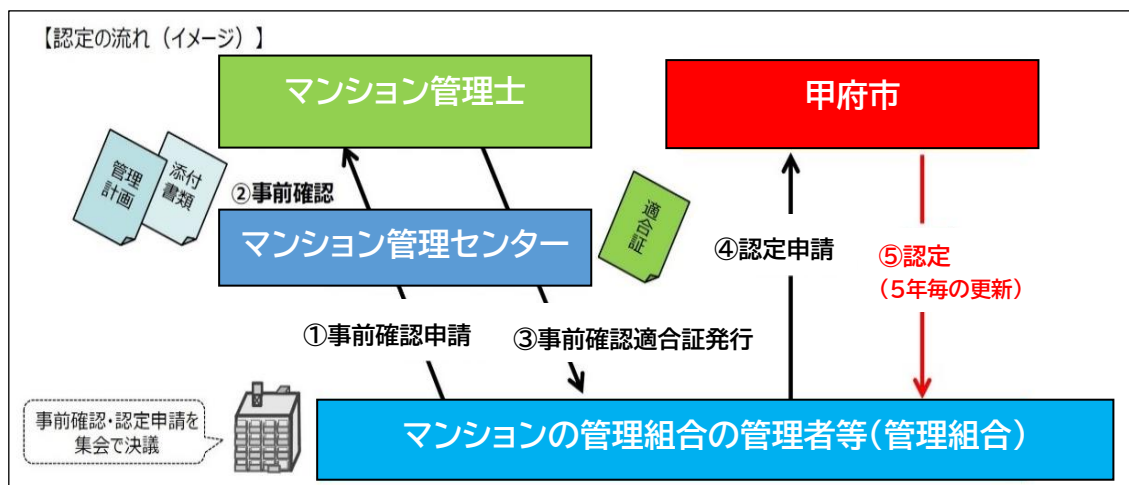 【認定の流れ（イメージ）】
マンション管理士
甲府市
管理
計画
添付
書類
②事前確認
マンション管理センター
適合証
④認定申請
⑤認定
（５年毎の更新）
①事前確認申請
③事前確認適合証発行
事前確認・認定申請を
集会で決議
マンションの管理組合の管理者等（管理組合）